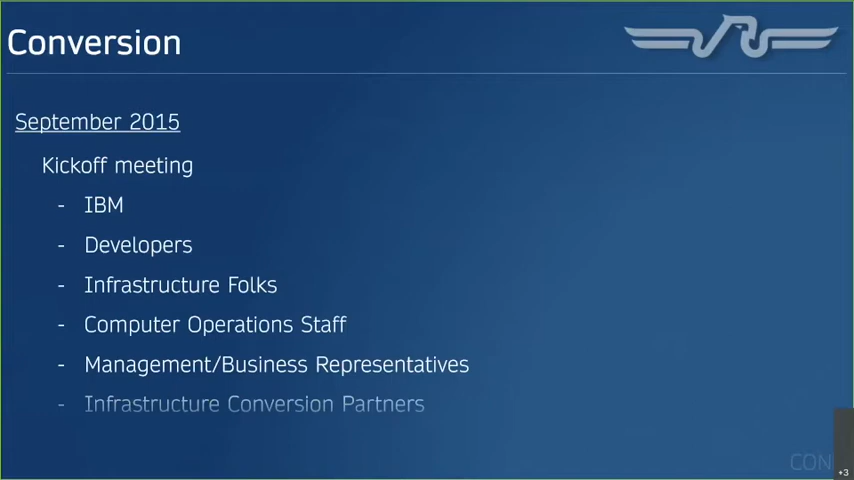 Conversion
September 2015
Kickoff meeting
- IBM
- Developers
- Infrastructure Folks
- Computer Operations Staff
- Management/Business Representatives
- Infrastructure Conversion Partners
CON
+3